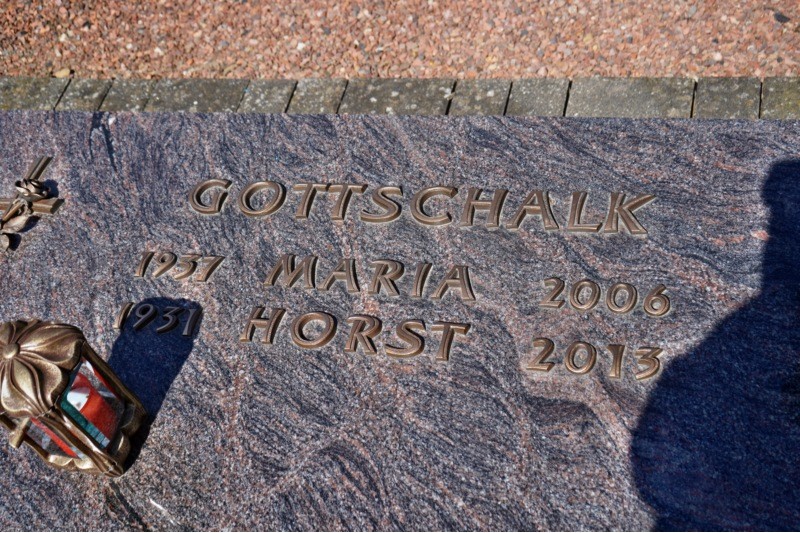 GOTTSCHALK
1937 MARIA 2006
1931 HORST 2013